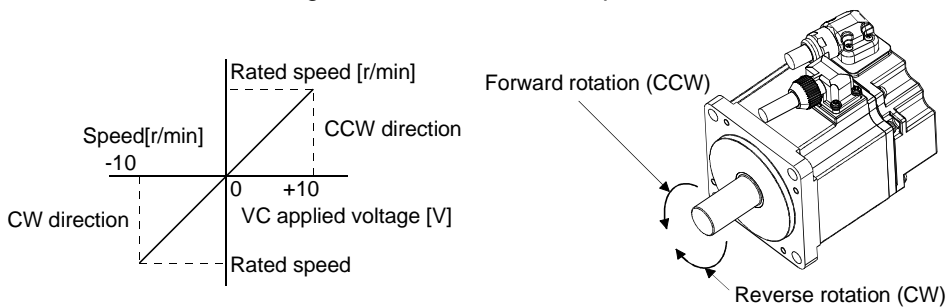 Rated speed [r/min]
Forward rotation (CCW)
Speed[r/min]
CCW direction
-10
0
+10
CW direction
VC applied voltage [V]
Rated speed
Reverse rotation (CW)